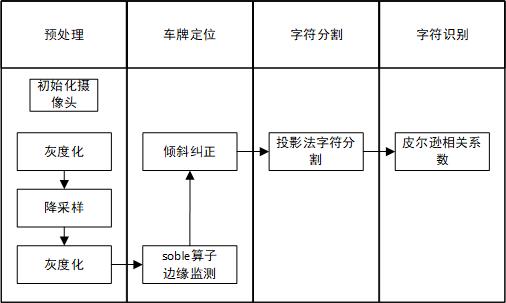 预处理
车牌定位
字符分割
字符识别
初始化摄
像头
灰度化
降采样
灰度化
soble算子
边缘监测
倾斜纠正
投影法字符分
割
皮尔逊相关系
数